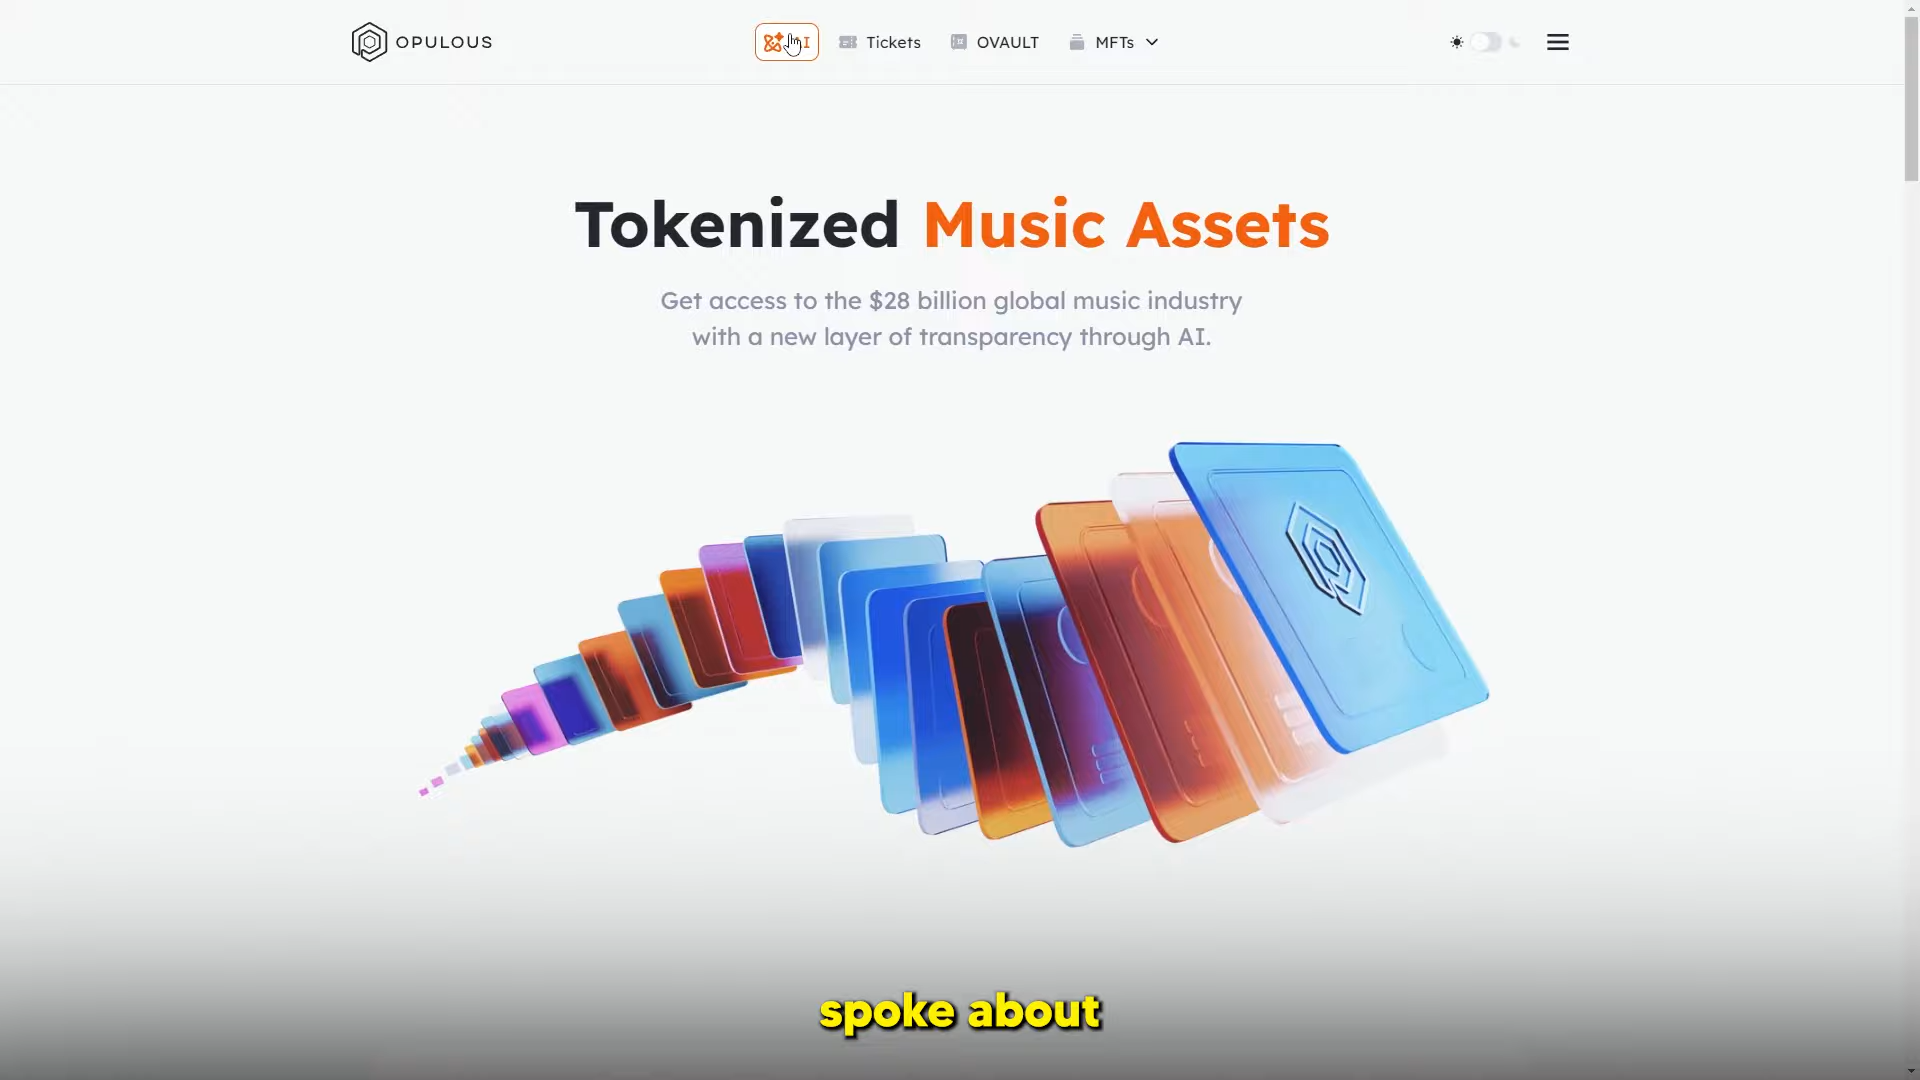 OPULOUS
AI
Tickets
OVAULT
MFTs
Tokenized Music Assets
Get access to the $28 billion global music industry
with a new layer of transparency through AI.
spoke about